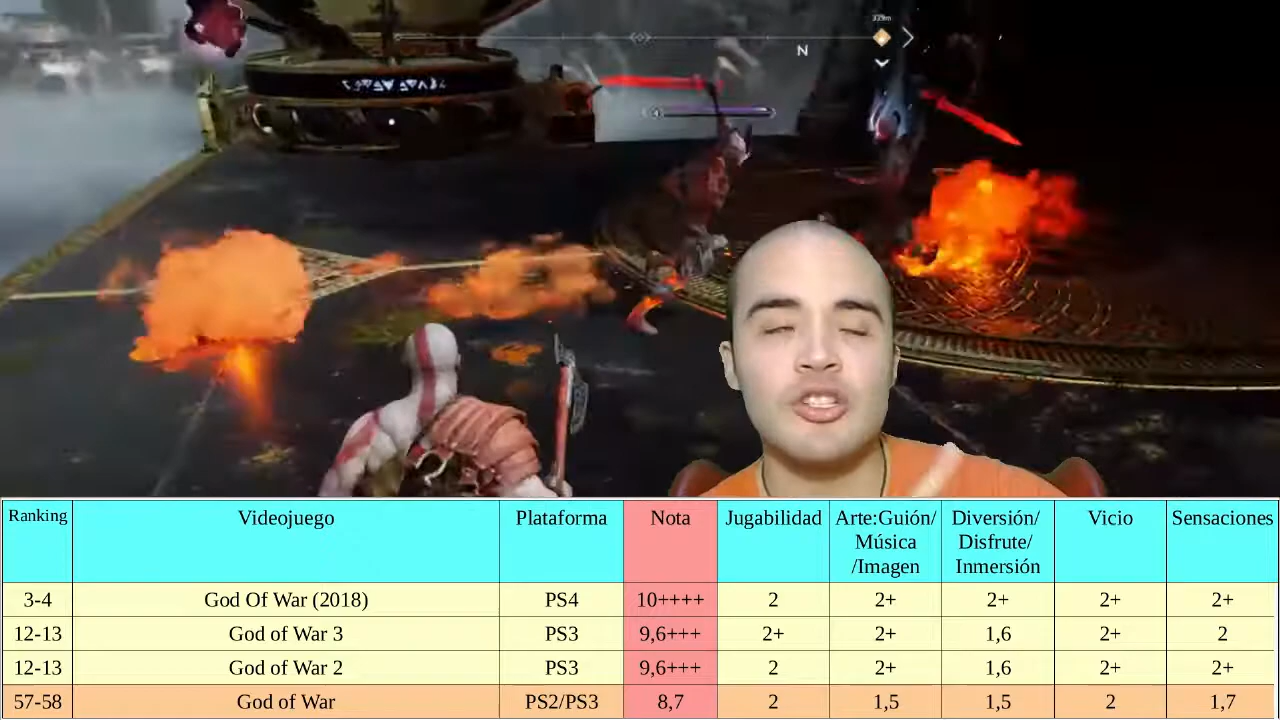 339m
N
Ranking Videojuego Plataforma Nota Jugabilidad Arte:Guión/ Música /Imagen Diversión/ Disfrute/ Inmersión Vicio Sensaciones
3-4 God Of War (2018) PS4 10++++ 2 2+ 2+ 2+ 2+
12-13 God of War 3 PS3 9,6+++ 2+ 2+ 1,6 2+ 2
12-13 God of War 2 PS3 9,6+++ 2 2+ 1,6 2+ 2+
57-58 God of War PS2/PS3 8,7 2 1,5 1,5 2 1,7